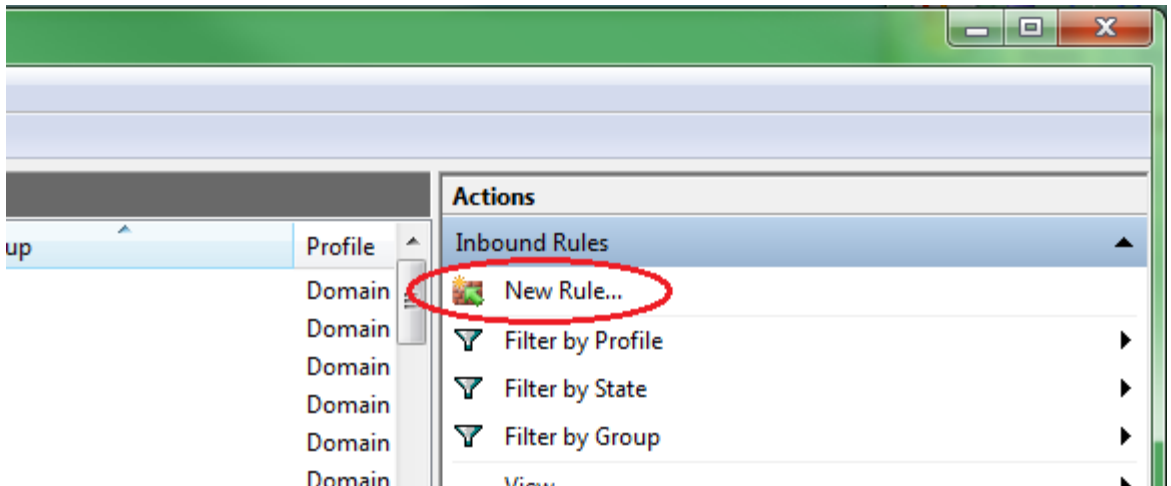 Actions
up Profile
Inbound Rules
Domain
New Rule...
Domain
Filter by Profile
Domain
Domain
Filter by State
Domain
Filter by Group
Domain
View